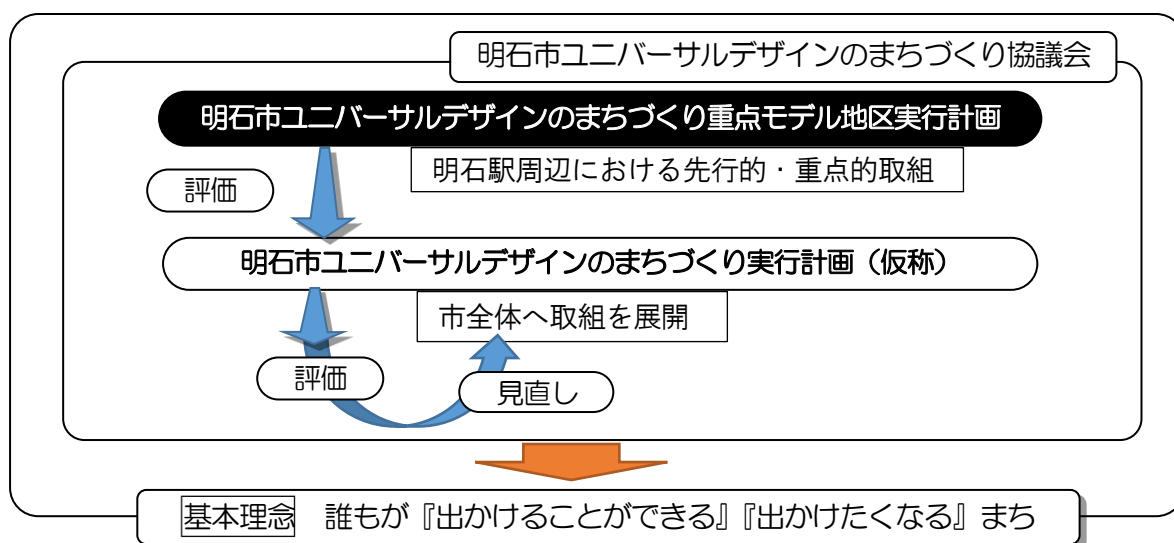 明石市ユニバーサルデザインのまちづくり協議会
明石市ユニバーサルデザインのまちづくり重点モデル地区実行計画
明石駅周辺における先行的・重点的取組
評価
明石市ユニバーサルデザインのまちづくり実行計画（仮称）
市全体へ取組を展開
評価
見直し
基本理念 誰もが『出かけることができる』『出かけたくなる』まち